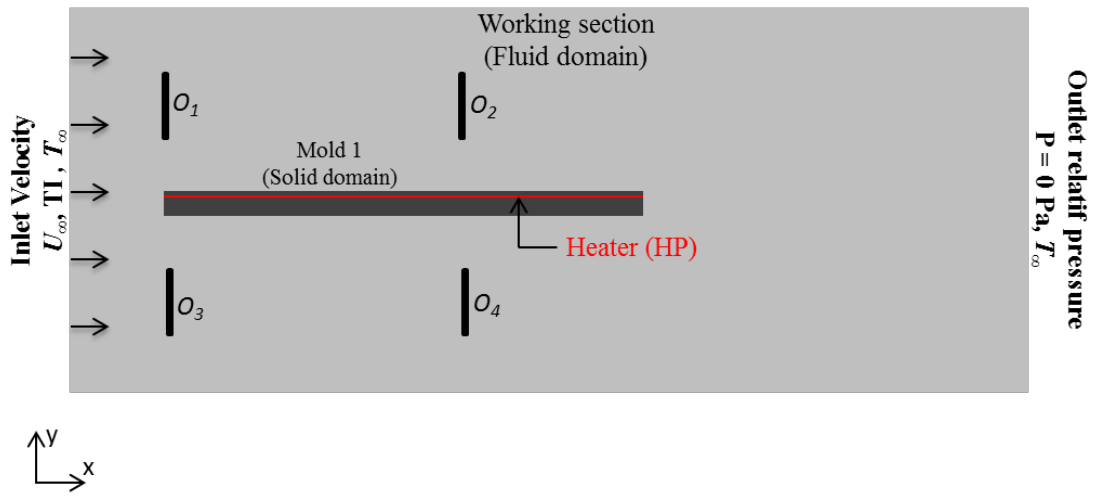 Working section
(Fluid domain)
O1
O2
Mold 1
(Solid domain)
Heater (HP)
O3
O4
Inlet Velocity
U∞, TI , T∞
Outlet relatif pressure
P = 0 Pa, T∞
y
x